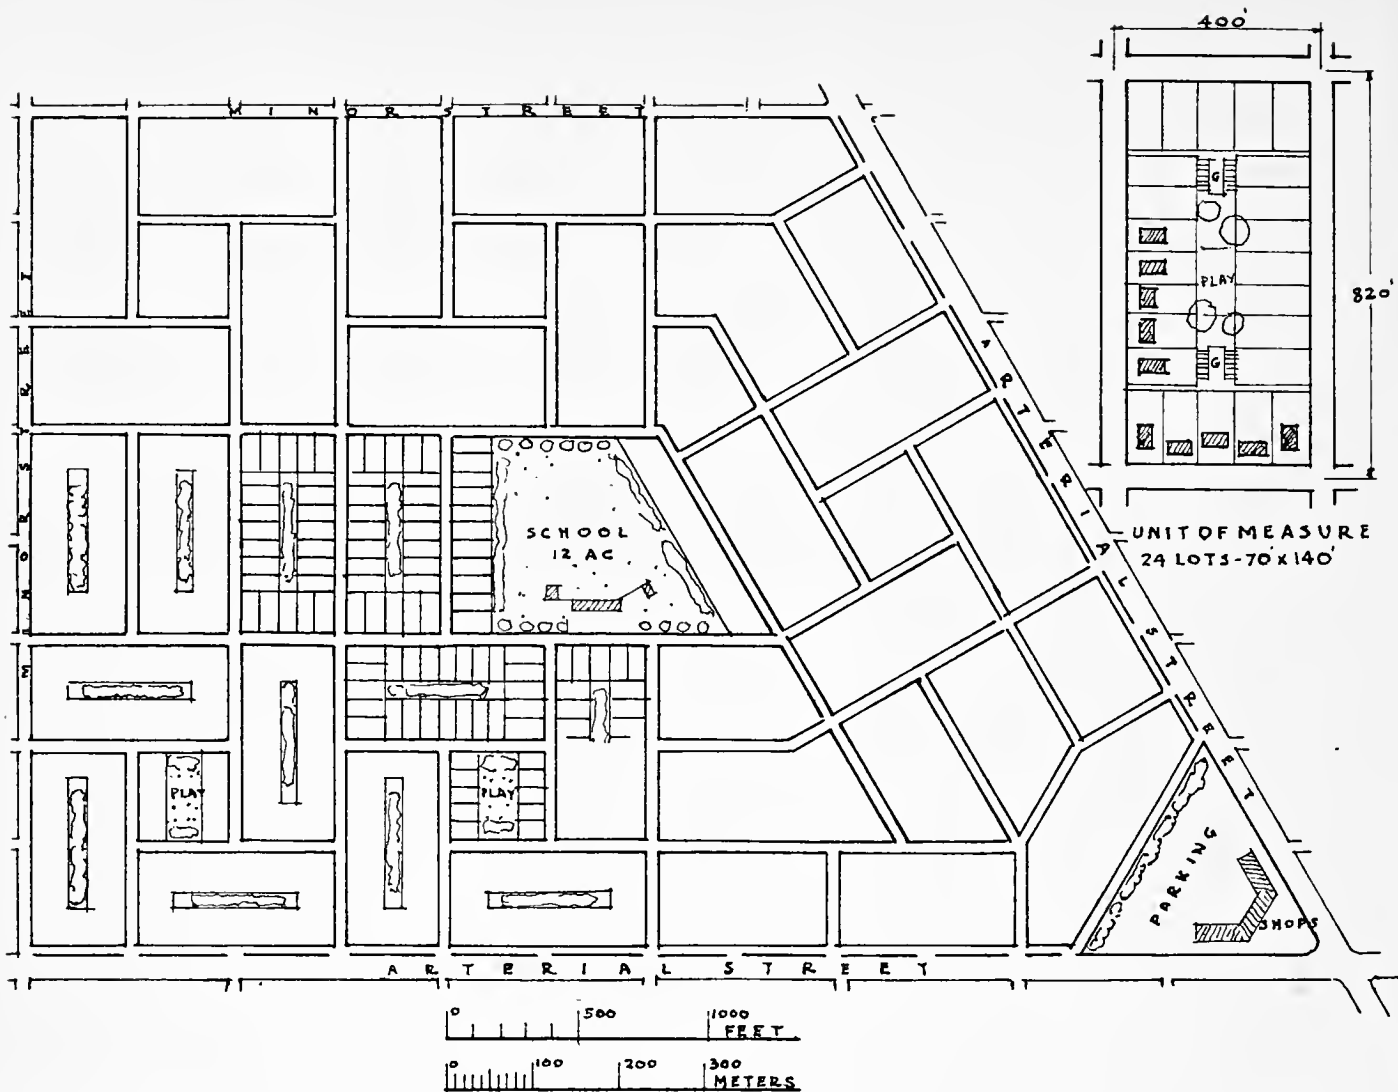 400'
MINOR STREET
G
PLAY
820'
G
MINOR STREET
ARTERIAL STREET
UNIT OF MEASURE
24 LOTS-70'X140'
SCHOOL
12 AC
PLAY
PLAY
PARKING
SHOPS
ARTERIAL STREET
0 500 1000
FEET
0 100 200 300
METERS